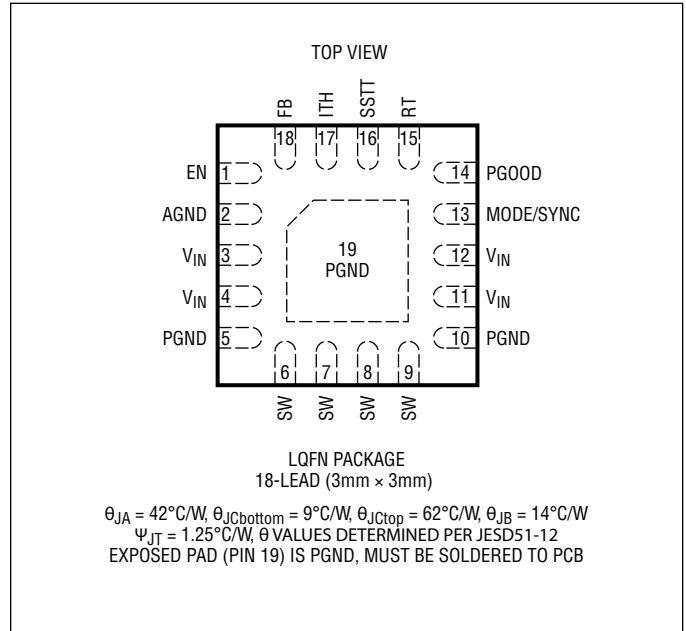 TOP VIEW
FB
ITH
SSTT
RT
18
17
16
15
EN 1
14 PGOOD
AGND 2
13 MODE/SYNC
VIN 3
12 VIN
VIN 4
11 VIN
PGND 5
10 PGND
19
PGND
6
7
8
9
SW
SW
SW
SW
LQFN PACKAGE
18-LEAD (3mm × 3mm)
θJA = 42°C/W, θJCbottom = 9°C/W, θJCtop = 62°C/W, θJB = 14°C/W
ΨJT = 1.25°C/W, θ VALUES DETERMINED PER JESD51-12
EXPOSED PAD (PIN 19) IS PGND, MUST BE SOLDERED TO PCB